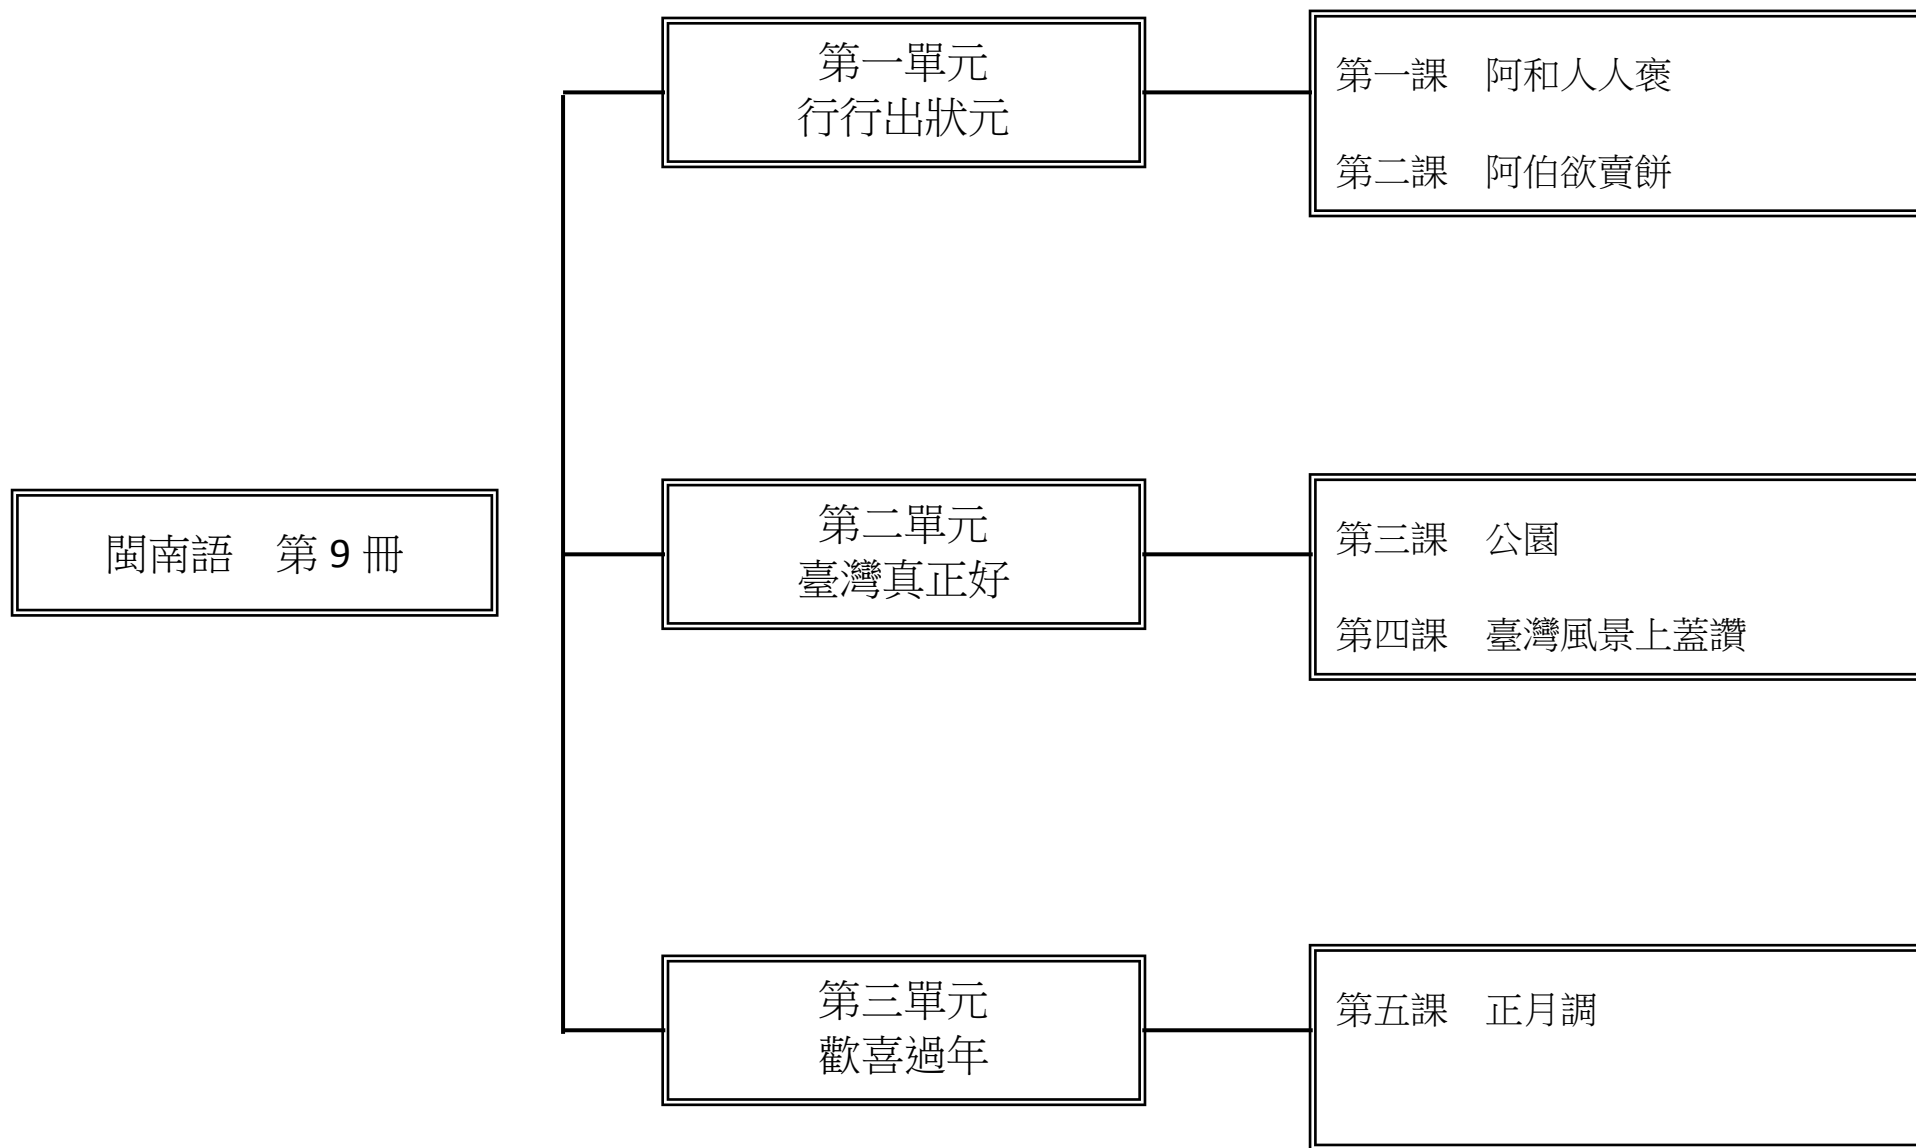 閩南語　第 9 冊
第一單元
行行出狀元
第一課　阿和人人褒
第二課　阿伯欲賣餅
第二單元
臺灣真正好
第三課　公園
第四課　臺灣風景上蓋讚
第三單元
歡喜過年
第五課　正月調